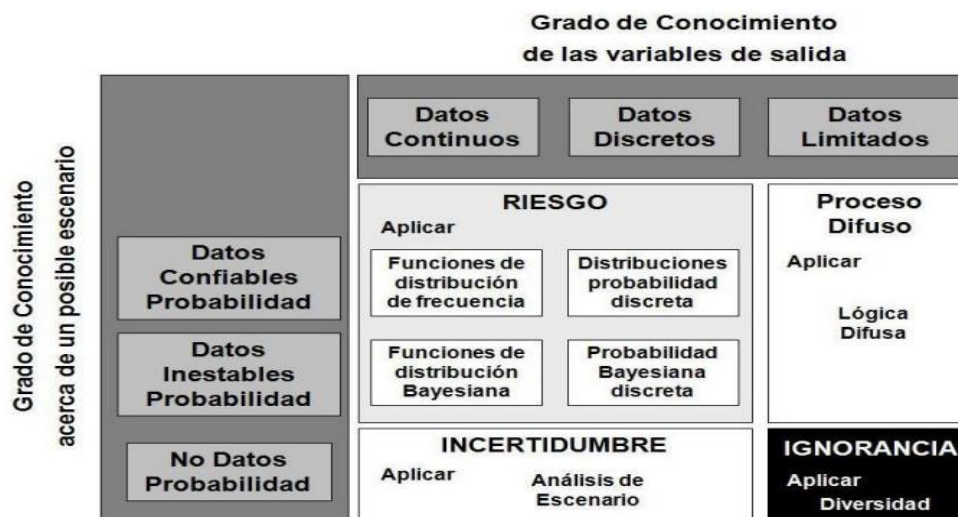 Grado de Conocimiento
de las variables de salida
Grado de Conocimiento
acerca de un posible escenario
Datos
Continuos
Datos
Discretos
Datos
Limitados
Datos
Confiables
Probabilidad
Datos
Inestables
Probabilidad
No Datos
Probabilidad
RIESGO
Aplicar
Funciones de
distribución
de frecuencia
Distribuciones
probabilidad
discreta
Funciones de
distribución
Bayesiana
Probabilidad
Bayesiana
discreta
Proceso
Difuso
Aplicar
Lógica
Difusa
INCERTIDUMBRE
Aplicar
Análisis de
Escenario
IGNORANCIA
Aplicar
Diversidad